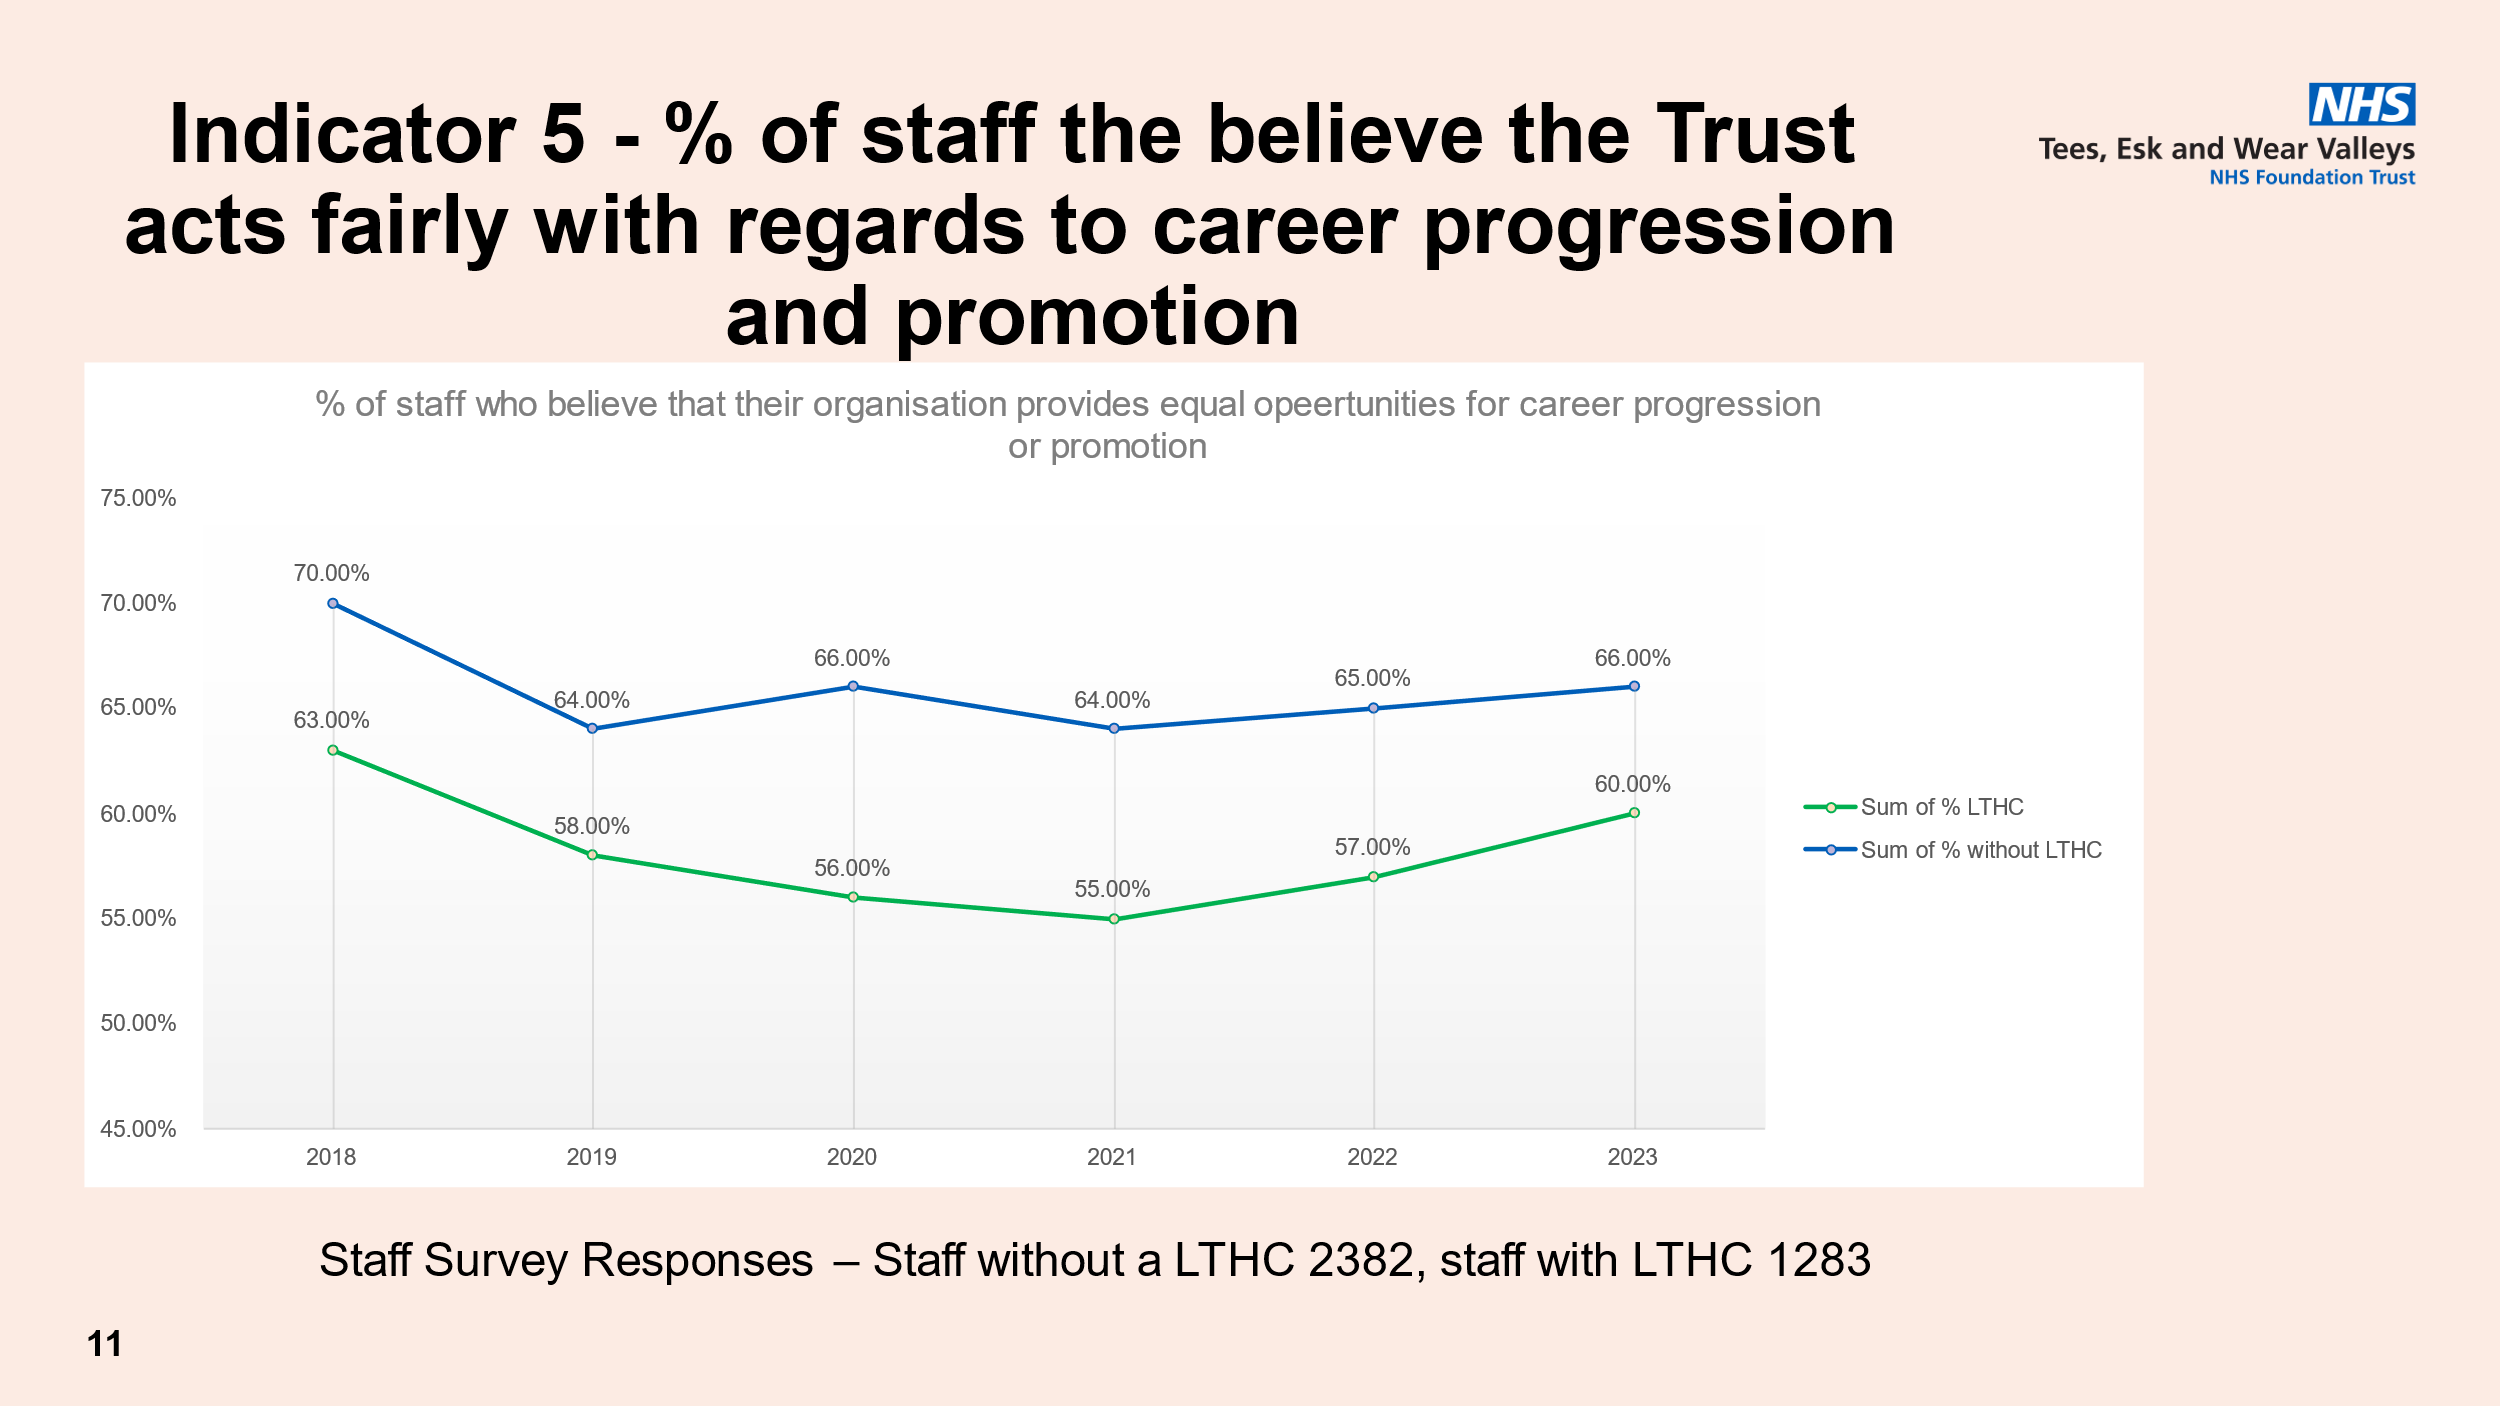 Indicator 5 - % of staff the believe the Trust
acts fairly with regards to career progression
and promotion
NHS
Tees, Esk and Wear Valleys
NHS Foundation Trust
% of staff who believe that their organisation provides equal opeertunities for career progression
or promotion
75.00%
70.00%
65.00%
60.00%
55.00%
50.00%
45.00%
70.00%
64.00%
66.00%
64.00%
65.00%
66.00%
63.00%
58.00%
56.00%
55.00%
57.00%
60.00%
2018
2019
2020
2021
2022
2023
Sum of % LTHC
Sum of % without LTHC
Staff Survey Responses – Staff without a LTHC 2382, staff with LTHC 1283
11